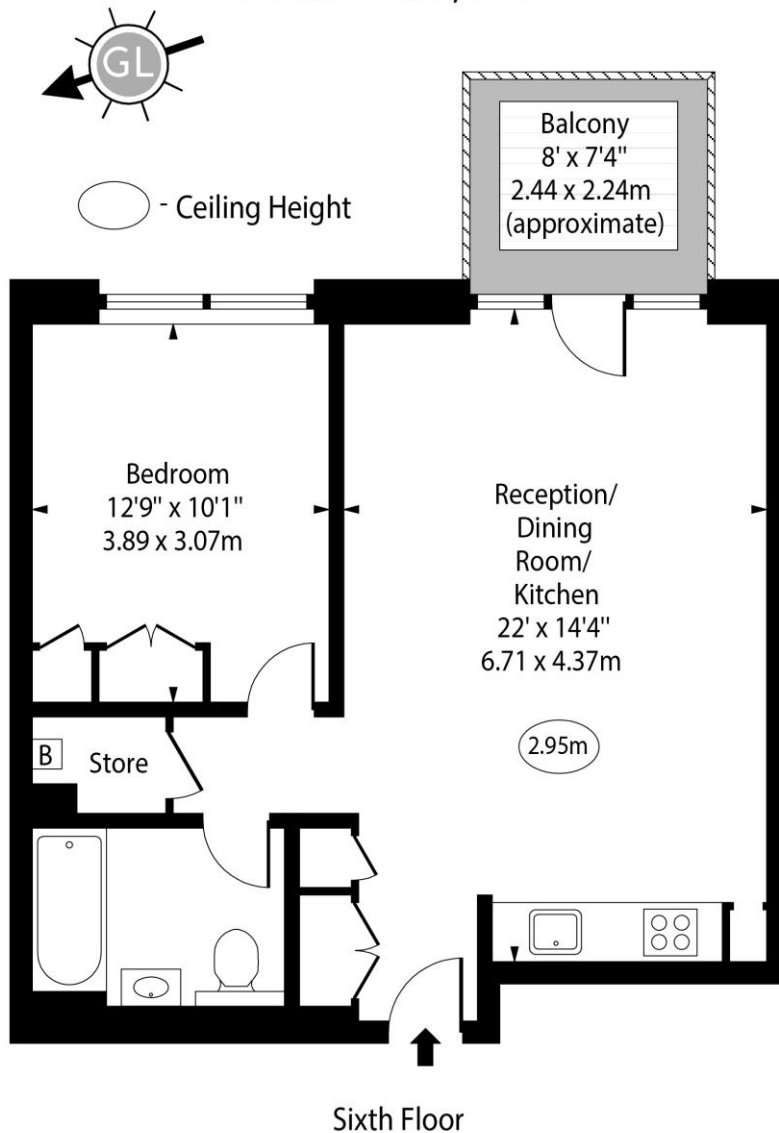 GL
- Ceiling Height
Balcony
8' x 7'4"
2.44 x 2.24m
(approximate)
Bedroom
12'9" x 10'1"
3.89 x 3.07m
Reception/
Dining
Room/
Kitchen
22' x 14'4"
6.71 x 4.37m
2.95m
B
Store
Sixth Floor